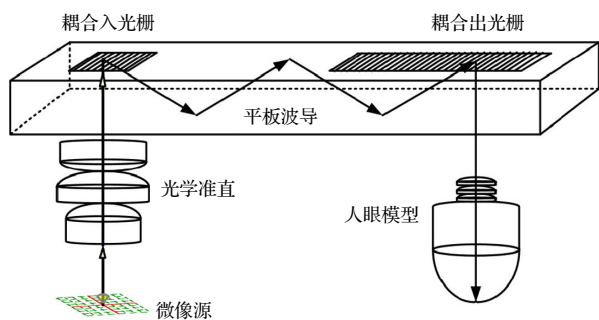 耦合入光栅
耦合出光栅
平板波导
光学准直
人眼模型
微像源